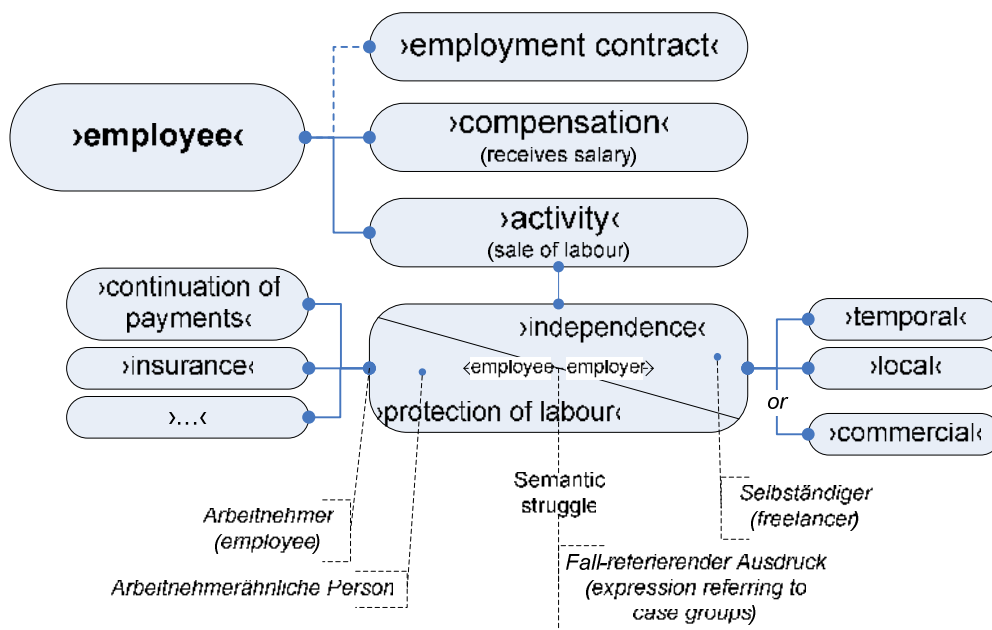 ›employment contract‹
›employee‹
›compensation‹
(receives salary)
›activity‹
(sale of labour)
›continuation of
payments‹
›insurance‹
›...‹
›independence‹
‹employee employer›
›protection of labour‹
›temporal‹
›local‹
or
›commercial‹
Semantic
struggle
Arbeitnehmer
(employee)
Arbeitnehmerähnliche Person
Selbständiger
(freelancer)
Fall-referierender Ausdruck
(expression referring to
case groups)